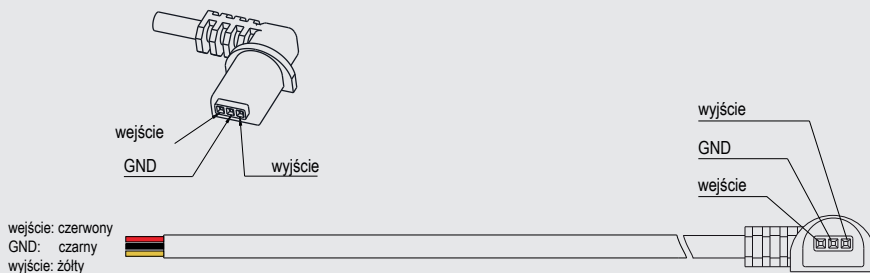 wejście
GND
wyjście
wyjście
GND
wejście
wejście: czerwony
GND: czarny
wyjście: żółty